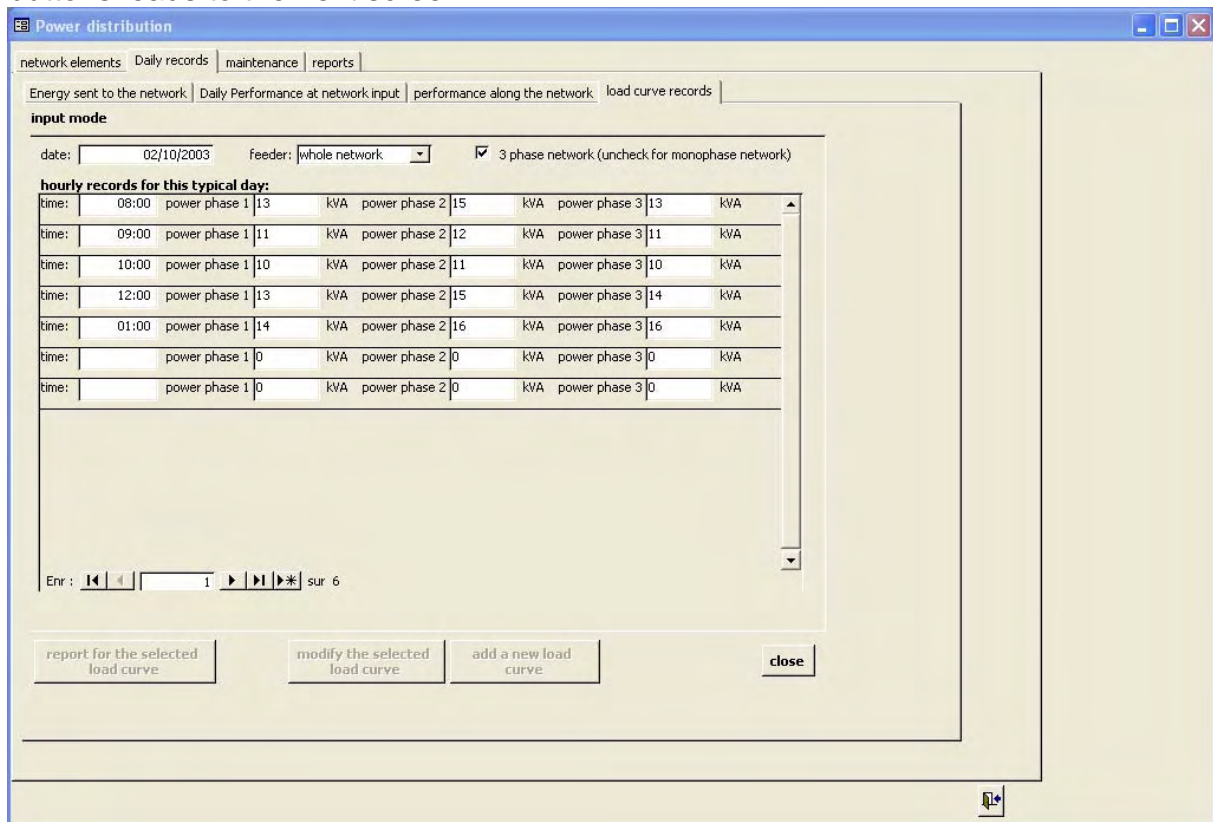 Power distribution
network elements Daily records maintenance reports
Energy sent to the network Daily Performance at network input performance along the network load curve records
input mode
date: 02/10/2003 feeder: whole network 3 phase network (uncheck for monophase network)
hourly records for this typical day:
time: 08:00 power phase 1 13 kVA power phase 2 15 kVA power phase 3 13 kVA
time: 09:00 power phase 1 11 kVA power phase 2 12 kVA power phase 3 11 kVA
time: 10:00 power phase 1 10 kVA power phase 2 11 kVA power phase 3 10 kVA
time: 12:00 power phase 1 13 kVA power phase 2 15 kVA power phase 3 14 kVA
time: 01:00 power phase 1 14 kVA power phase 2 16 kVA power phase 3 16 kVA
time: power phase 1 0 kVA power phase 2 0 kVA power phase 3 0 kVA
time: power phase 1 0 kVA power phase 2 0 kVA power phase 3 0 kVA
Enr : 1 sur 6
report for the selected load curve modify the selected load curve add a new load curve close